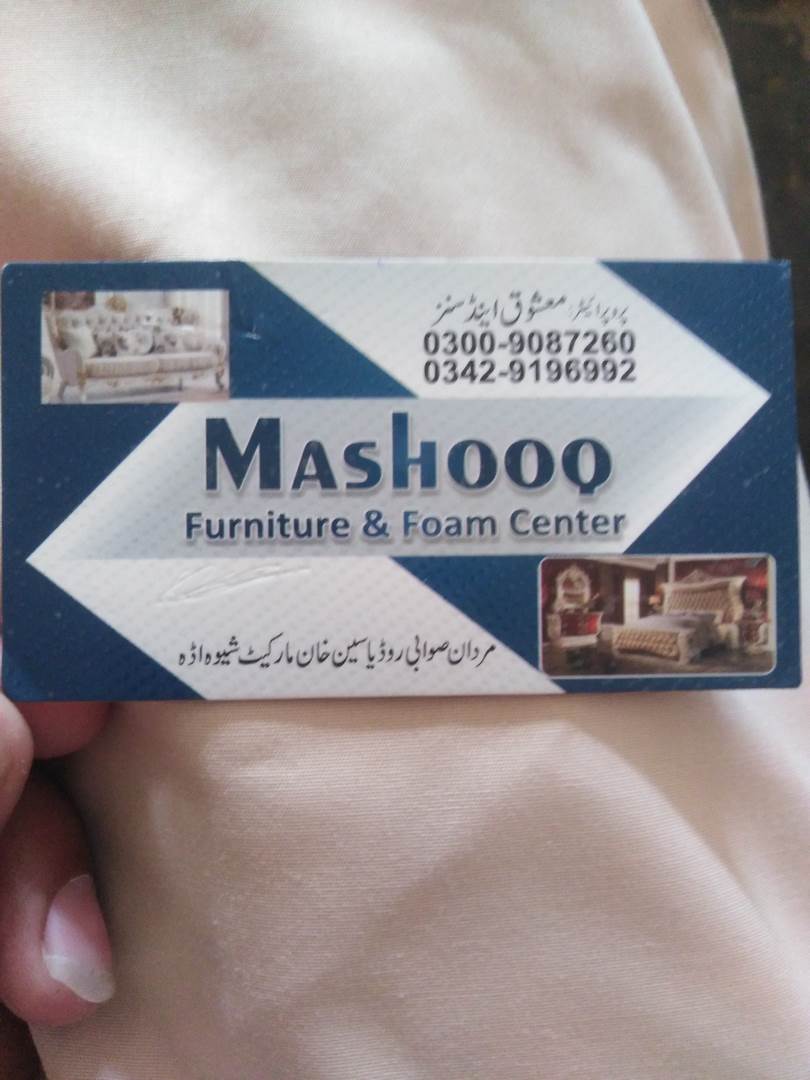 پروپرائیٹر: معشوق اینڈ سنز
0300-9087260
0342-9196992
MASHOOQ
Furniture & Foam Center
مردان صوابی روڈ یاسین خان مارکیٹ شیوہ اڈہ